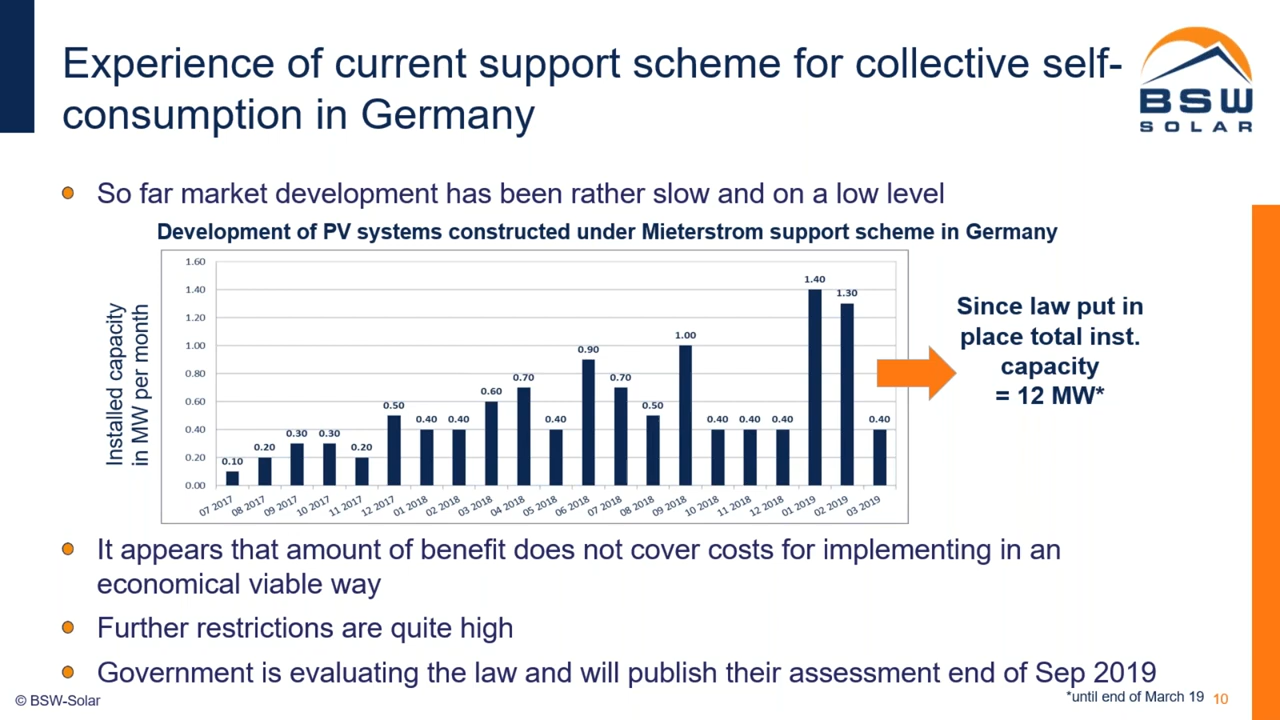 Experience of current support scheme for collective self-
consumption in Germany
BSW
SOLAR
So far market development has been rather slow and on a low level
Development of PV systems constructed under Mieterstrom support scheme in Germany
Installed capacity
in MW per month
1.60
1.40
1.20
1.00
0.80
0.60
0.40
0.20
0.00
0.10 0.20 0.30 0.30 0.20 0.50 0.40 0.40 0.60 0.70 0.40 0.90 0.70 0.50 1.00 0.40 0.40 0.40 1.40 1.30 0.40
07 2017 08 2017 09 2017 10 2017 11 2017 12 2017 01 2018 02 2018 03 2018 04 2018 05 2018 06 2018 07 2018 08 2018 09 2018 10 2018 11 2018 12 2018 01 2019 02 2019 03 2019
Since law put in
place total inst.
capacity
= 12 MW*
It appears that amount of benefit does not cover costs for implementing in an
economical viable way
Further restrictions are quite high
Government is evaluating the law and will publish their assessment end of Sep 2019
© BSW-Solar
*until end of March 19 10